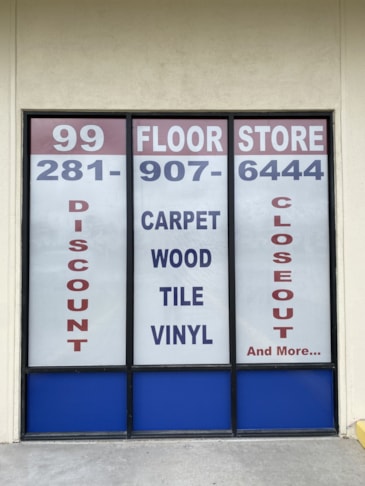 99 FLOOR STORE
281-907-6444
DISCOUNT
CARPET
WOOD
TILE
VINYL
CLOSEOUT
And More...